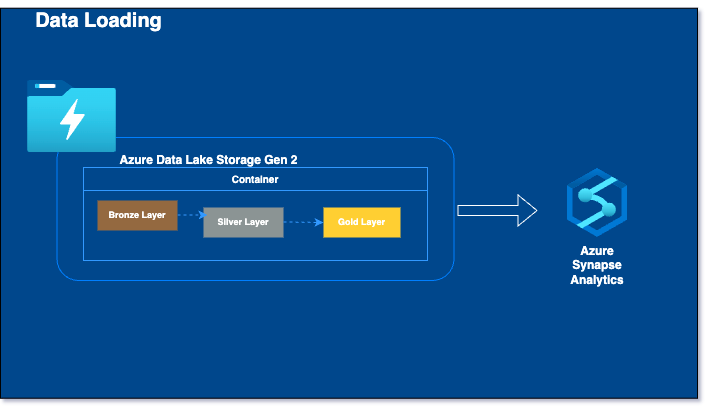 Data Loading
Azure Data Lake Storage Gen 2
Container
Bronze Layer
Silver Layer
Gold Layer
Azure
Synapse
Analytics